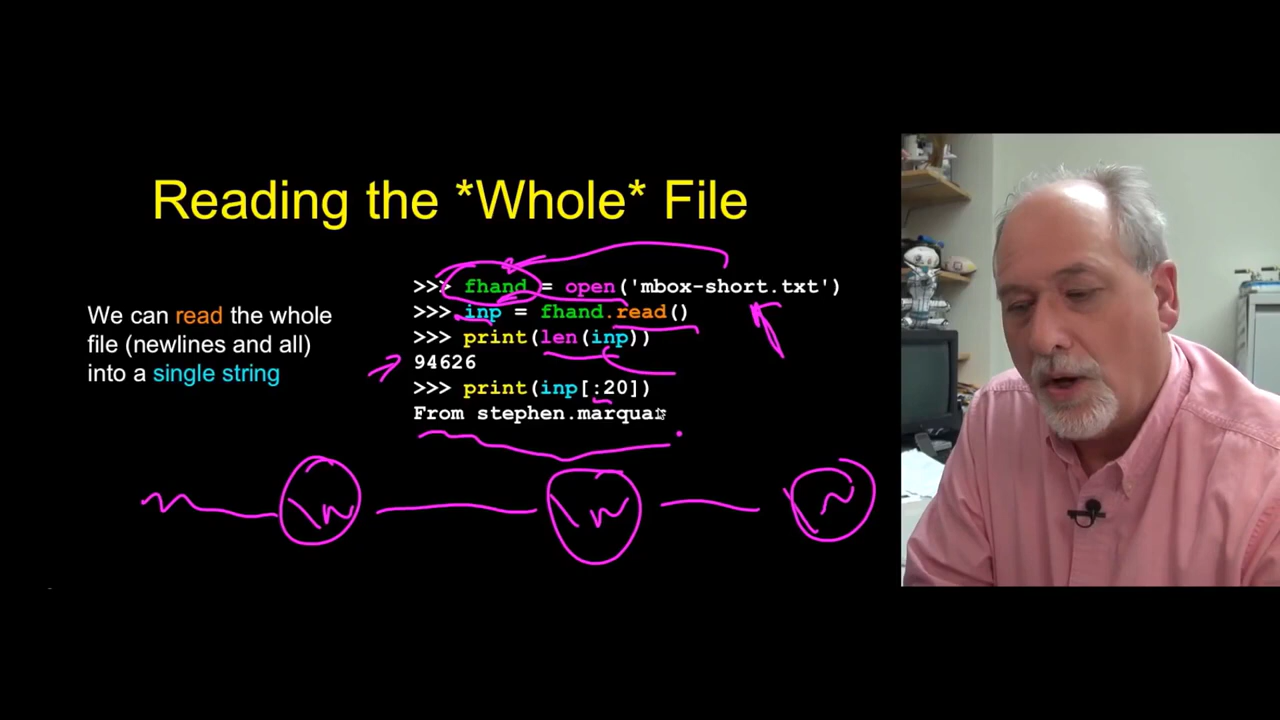 Reading the *Whole* File
We can read the whole
file (newlines and all)
into a single string
>>> fhand = open('mbox-short.txt')
>>> inp = fhand.read()
>>> print(len(inp))
94626
>>> print(inp[:20])
From stephen.marquar
\n \n \n